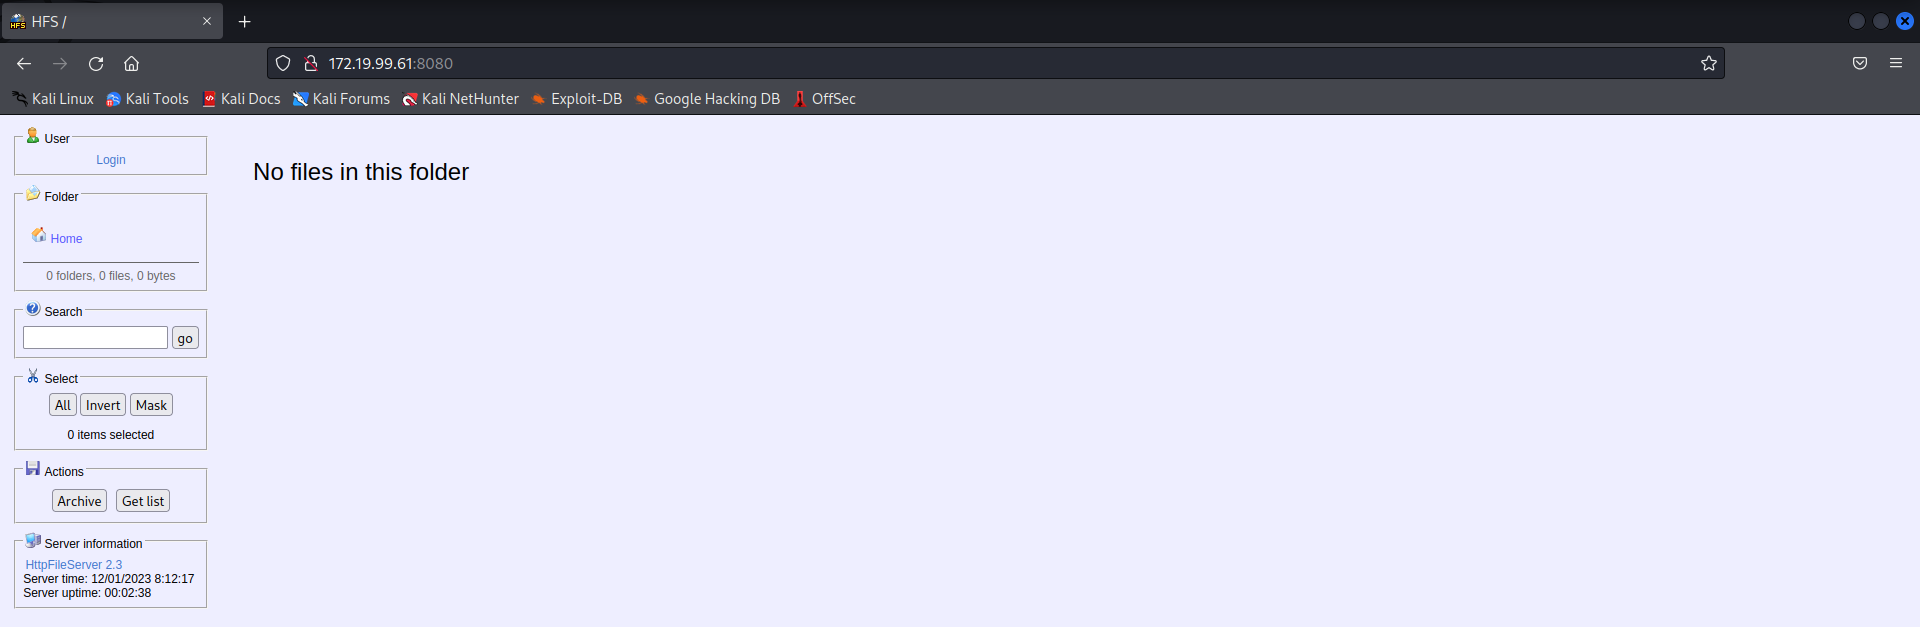 HFS /
172.19.99.61:8080
Kali Linux Kali Tools Kali Docs Kali Forums Kali NetHunter Exploit-DB Google Hacking DB OffSec
User
Login
Folder
Home
0 folders, 0 files, 0 bytes
Search
go
Select
All Invert Mask
0 items selected
Actions
Archive Get list
Server information
HttpFileServer 2.3
Server time: 12/01/2023 8:12:17
Server uptime: 00:02:38
No files in this folder